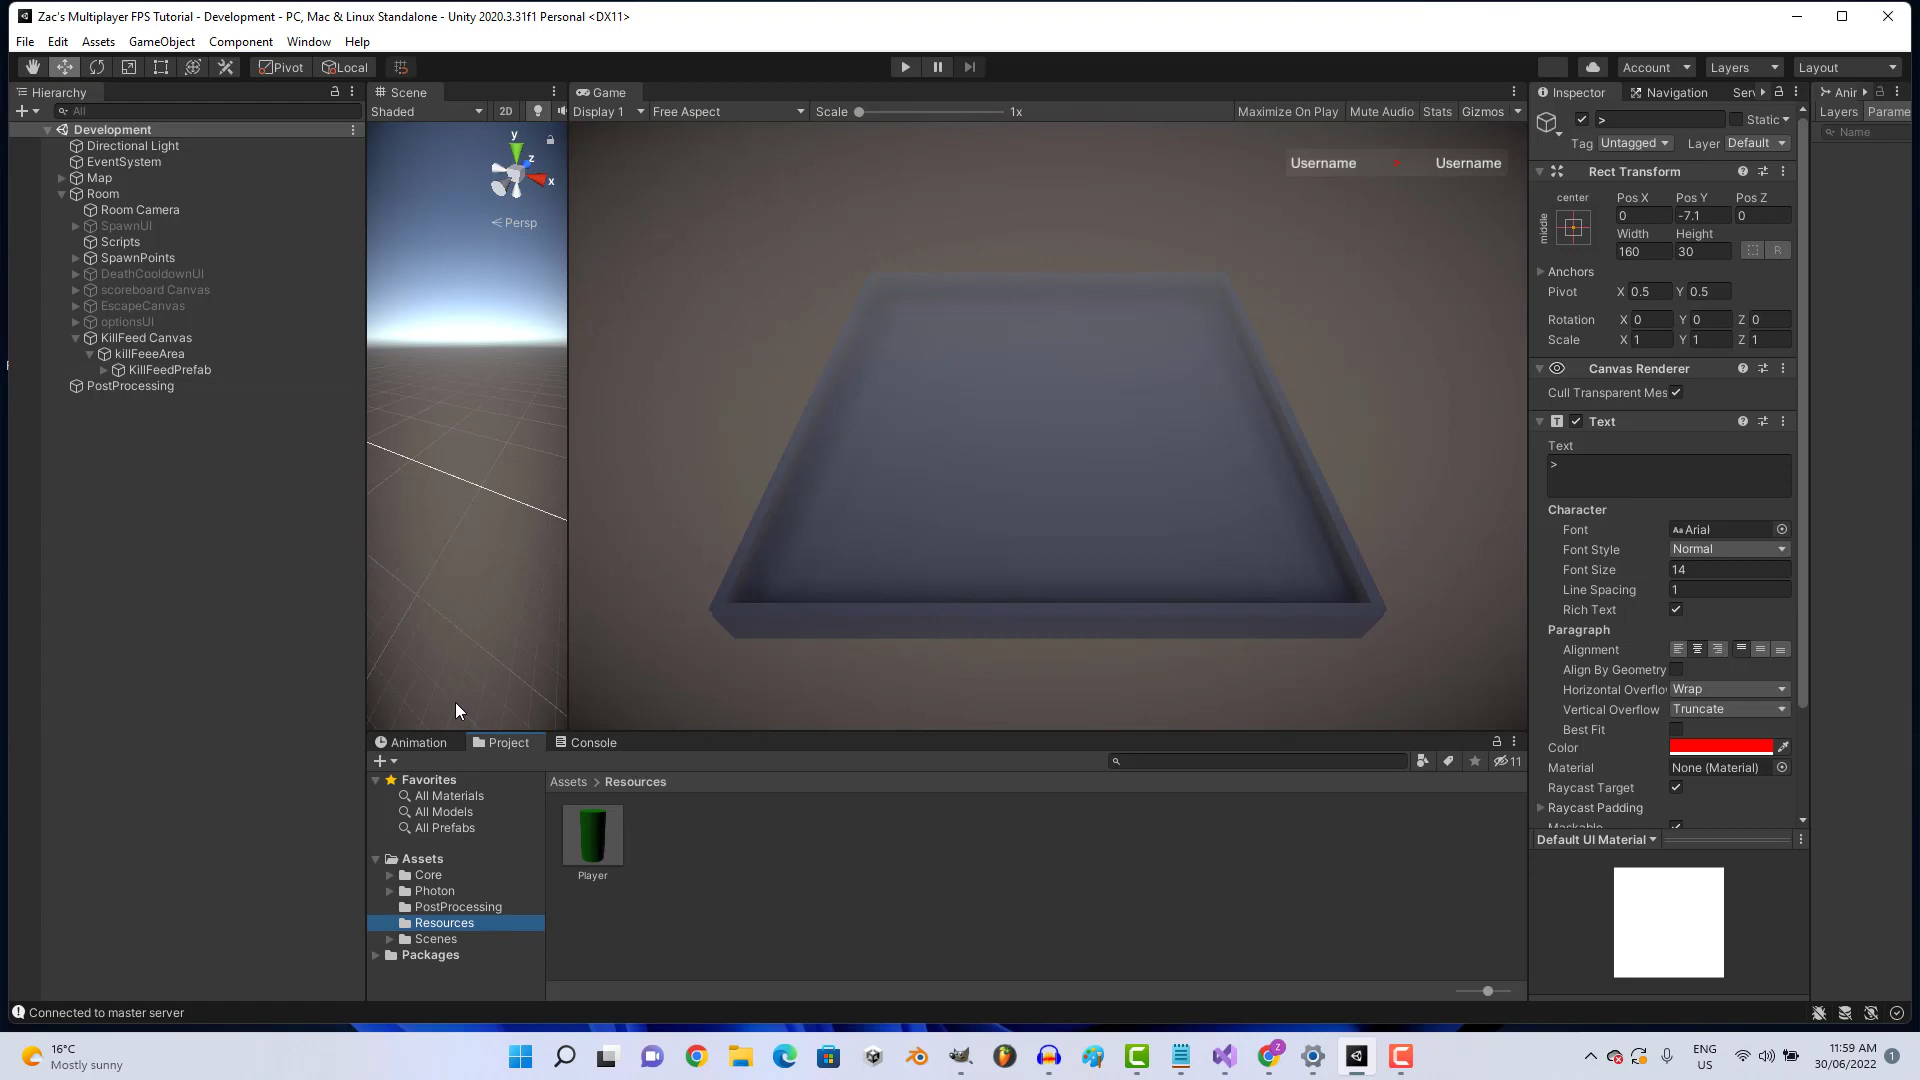 Zac's Multiplayer FPS Tutorial - Development - PC, Mac & Linux Standalone - Unity 2020.3.31f1 Personal <DX11>
File Edit Assets GameObject Component Window Help
Pivot Local Account Layers Layout
Hierarchy
All
Development
Directional Light
EventSystem
Map
Room
Room Camera
SpawnUI
Scripts
SpawnPoints
DeathCooldownUI
scoreboard Canvas
EscapeCanvas
optionsUI
KillFeed Canvas
killFeeeArea
KillFeedPrefab
PostProcessing
Scene
Shaded 2D
y
z
x
Persp
Game
Display 1 Free Aspect Scale 1x Maximize On Play Mute Audio Stats Gizmos
Username > Username
Animation Project Console
Favorites
All Materials
All Models
All Prefabs
Assets
Core
Photon
PostProcessing
Resources
Scenes
Packages
Assets > Resources
Player
11
Inspector Navigation Serv
> Static
Tag Untagged Layer Default
Rect Transform
center
middle
Pos X Pos Y Pos Z
0 -7.1 0
Width Height
160 30
R
Anchors
Pivot X 0.5 Y 0.5
Rotation X 0 Y 0 Z 0
Scale X 1 Y 1 Z 1
Canvas Renderer
Cull Transparent Mes
Text
Text
>
Character
Font Aa Arial
Font Style Normal
Font Size 14
Line Spacing 1
Rich Text
Paragraph
Alignment
Align By Geometry
Horizontal Overflo Wrap
Vertical Overflow Truncate
Best Fit
Color
Material None (Material)
Raycast Target
Raycast Padding
Maskable
Default UI Material
Anir
Layers Parame
Name
Connected to master server
16°C
Mostly sunny
ENG
US
11:59 AM
30/06/2022
1